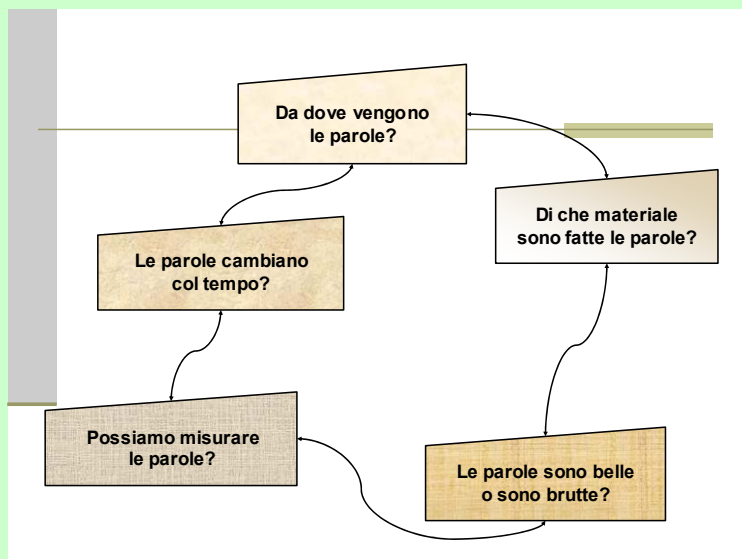 Da dove vengono
le parole?
Di che materiale
sono fatte le parole?
Le parole cambiano
col tempo?
Possiamo misurare
le parole?
Le parole sono belle
o sono brutte?